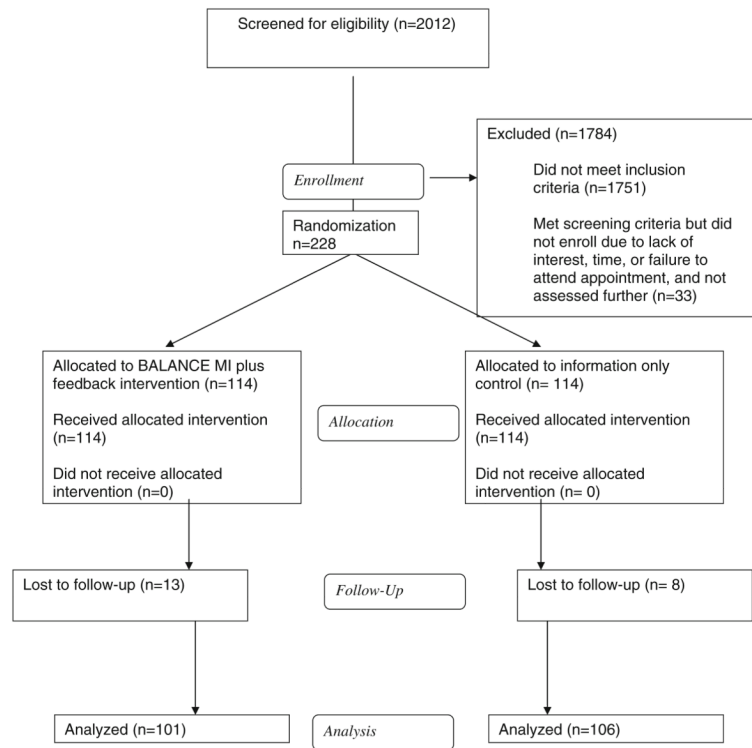 Screened for eligibility (n=2012)
Excluded (n=1784)
Did not meet inclusion
criteria (n=1751)
Met screening criteria but did
not enroll due to lack of
interest, time, or failure to
attend appointment, and not
assessed further (n=33)
Enrollment
Randomization
n=228
Allocated to BALANCE MI plus
feedback intervention (n=114)
Received allocated intervention
(n=114)
Did not receive allocated
intervention (n=0)
Allocation
Allocated to information only
control (n= 114)
Received allocated intervention
(n=114)
Did not receive allocated
intervention (n= 0)
Lost to follow-up (n=13)
Follow-Up
Lost to follow-up (n= 8)
Analyzed (n=101)
Analysis
Analyzed (n=106)